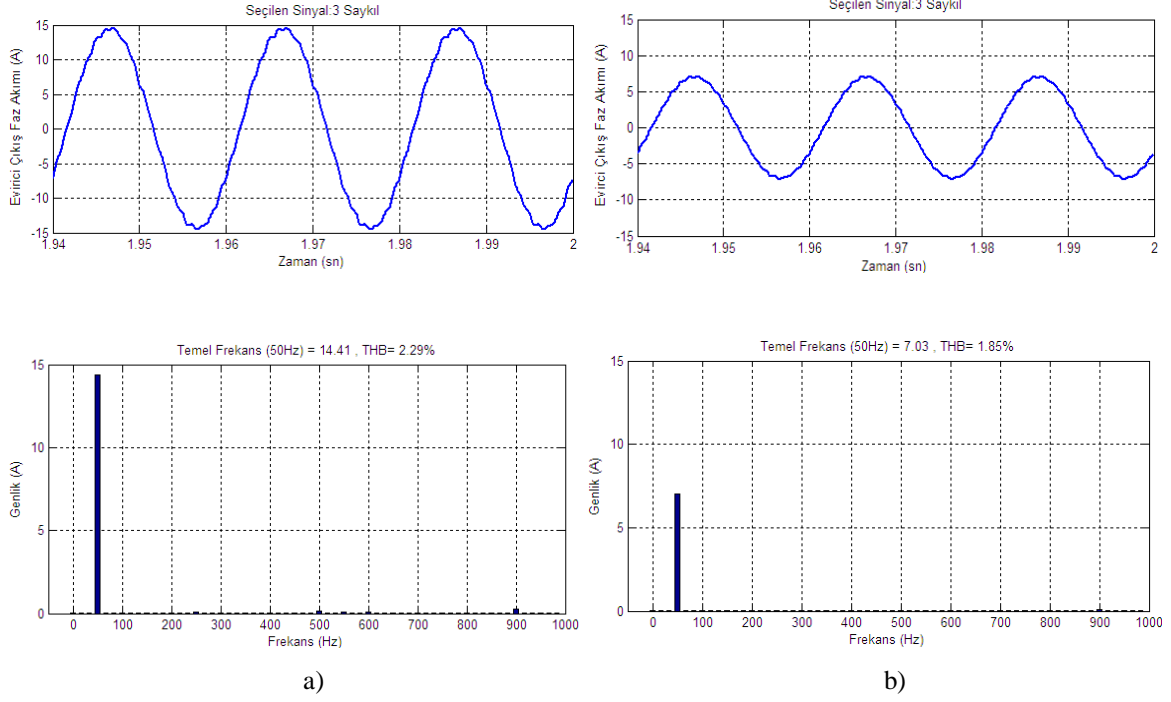 Seçilen Sinyal:3 Saykıl
Evirici Çıkış Faz Akımı (A)
15
10
5
0
-5
-10
-15
1.94 1.95 1.96 1.97 1.98 1.99 2
Zaman (sn)
Seçilen Sinyal:3 Saykıl
Evirici Çıkış Faz Akımı (A)
15
10
5
0
-5
-10
-15
1.94 1.95 1.96 1.97 1.98 1.99 2
Zaman (sn)
Temel Frekans (50Hz) = 14.41 , THB= 2.29%
Genlik (A)
15
10
5
0
0 100 200 300 400 500 600 700 800 900 1000
Frekans (Hz)
a)
Temel Frekans (50Hz) = 7.03 , THB= 1.85%
Genlik (A)
15
10
5
0
0 100 200 300 400 500 600 700 800 900 1000
Frekans (Hz)
b)